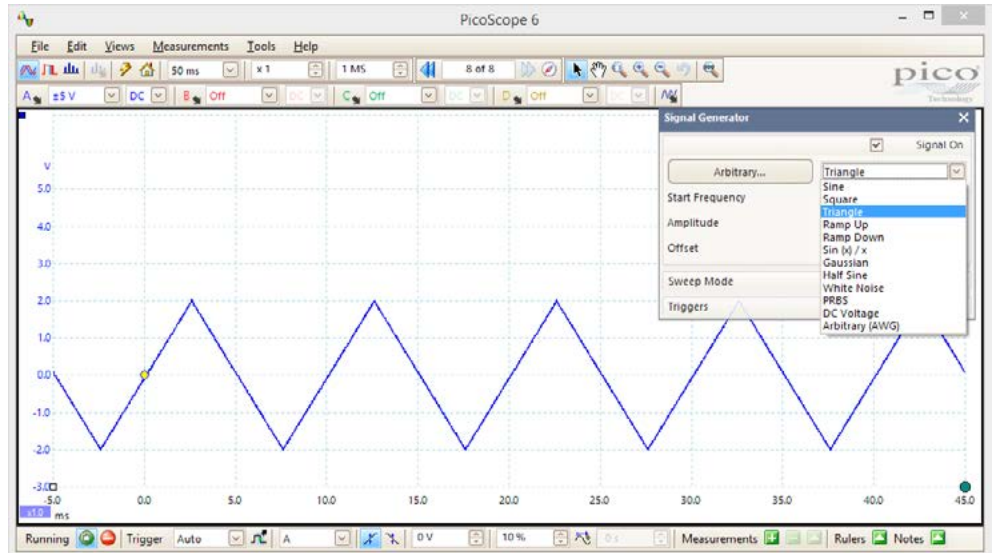 PicoScope 6
File Edit Views Measurements Tools Help
50 ms x 1 1 MS 8 of 8
pico
Technology
A ±5 V DC B Off DC C Off DC D Off DC
Signal Generator
Signal On
Arbitrary... Triangle
Sine
Start Frequency Square
Triangle
Amplitude Ramp Up
Ramp Down
Offset Sin (x) / x
Gaussian
Half Sine
Sweep Mode White Noise
PRBS
Triggers DC Voltage
Arbitrary (AWG)
V
5.0
4.0
3.0
2.0
1.0
0.0
-1.0
-2.0
-3.0
-5.0 0.0 5.0 10.0 15.0 20.0 25.0 30.0 35.0 40.0 45.0
x1.0 ms
Running Trigger Auto A 0 V 10 % 0 s Measurements Rulers Notes